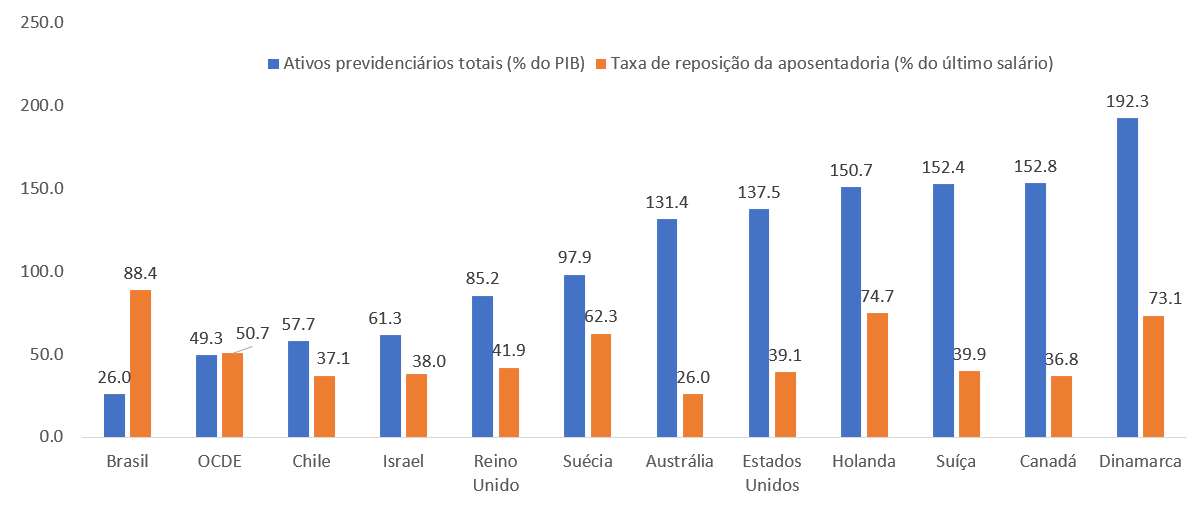 250.0
Ativos previdenciários totais (% do PIB) Taxa de reposição da aposentadoria (% do último salário)
200.0
150.0
100.0
50.0
0.0
26.0 88.4
49.3 50.7
57.7 37.1
61.3 38.0
85.2 41.9
97.9 62.3
131.4 26.0
137.5 39.1
150.7 74.7
152.4 39.9
152.8 36.8
192.3 73.1
Brasil
OCDE
Chile
Israel
Reino
Unido
Suécia
Austrália
Estados
Unidos
Holanda
Suíça
Canadá
Dinamarca